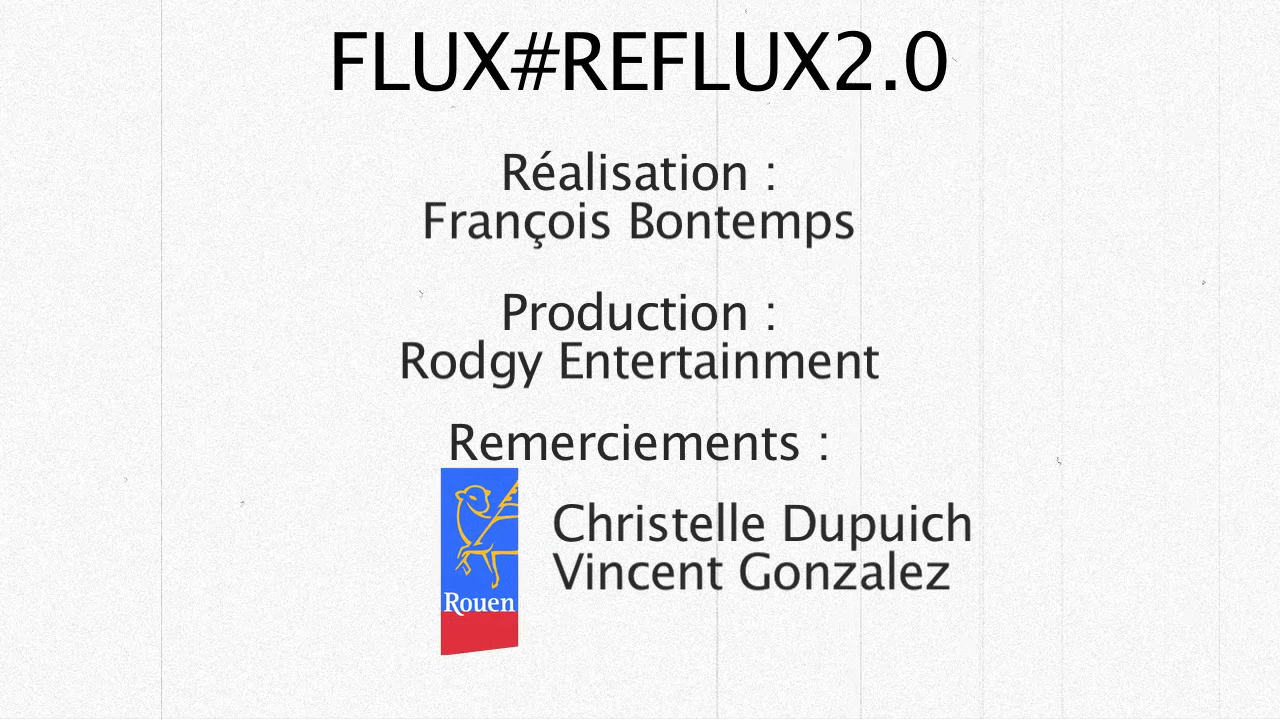 FLUX#REFLUX2.0
Réalisation :
François Bontemps
Production :
Rodgy Entertainment
Remerciements :
Christelle Dupuich
Vincent Gonzalez
Rouen